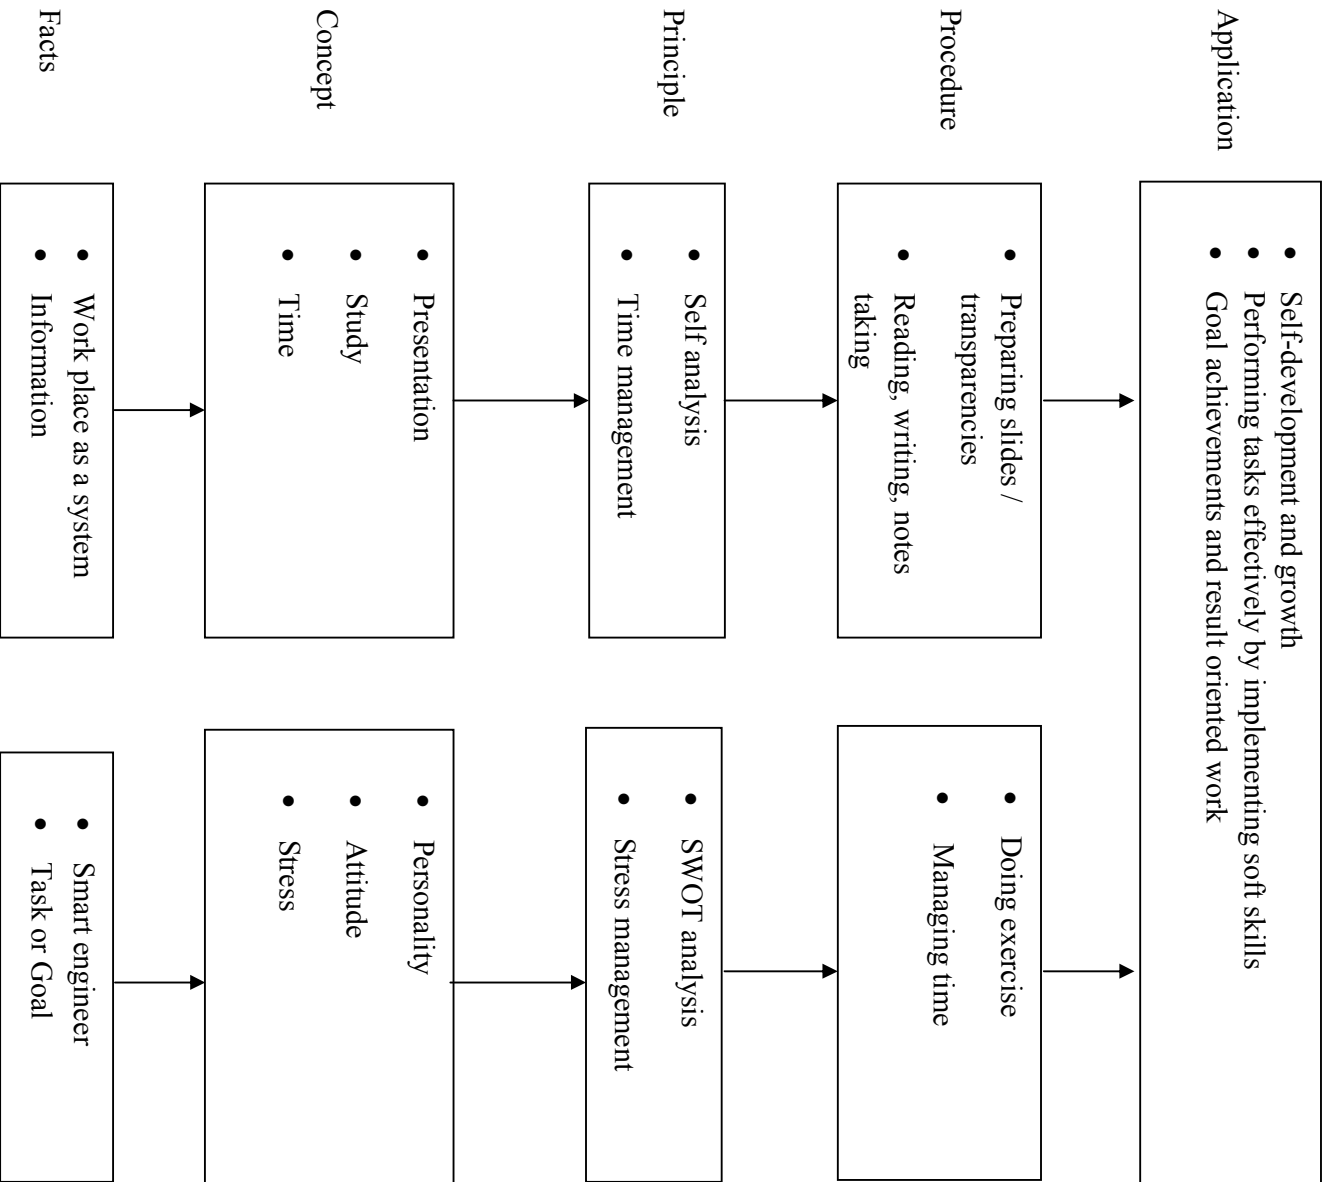 Application
Self-development and growth
Performing tasks effectively by implementing soft skills
Goal achievements and result oriented work
Procedure
Preparing slides /
transparencies
Reading, writing, notes
taking
Doing exercise
Managing time
Principle
Self analysis
Time management
SWOT analysis
Stress management
Concept
Presentation
Study
Time
Personality
Attitude
Stress
Facts
Work place as a system
Information
Smart engineer
Task or Goal